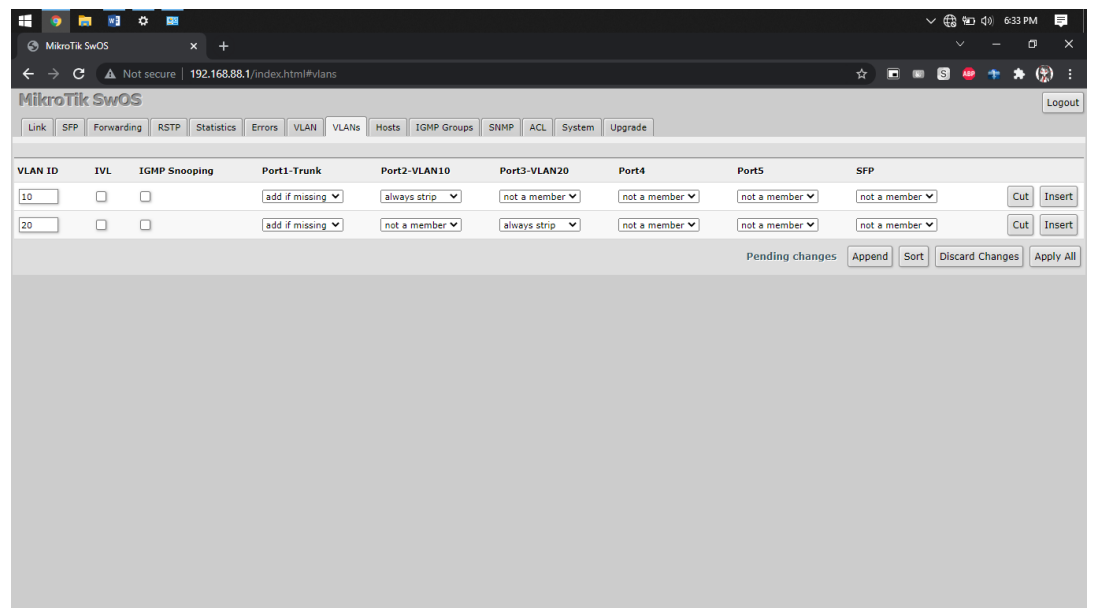 6:33 PM
MikroTik SwOS
Not secure | 192.168.88.1/index.html#vlans
S ABP
MikroTik SwOS Logout
Link SFP Forwarding RSTP Statistics Errors VLAN VLANs Hosts IGMP Groups SNMP ACL System Upgrade
VLAN ID IVL IGMP Snooping Port1-Trunk Port2-VLAN10 Port3-VLAN20 Port4 Port5 SFP
10 add if missing always strip not a member not a member not a member not a member Cut Insert
20 add if missing not a member always strip not a member not a member not a member Cut Insert
Pending changes Append Sort Discard Changes Apply All